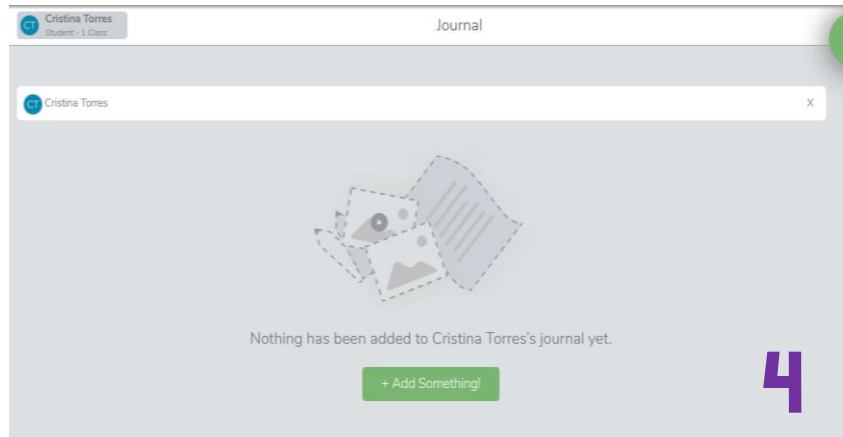 CT
Cristina Torres
Student - 1 Class
Journal
CT
Cristina Torres
X
Nothing has been added to Cristina Torres's journal yet.
+ Add Something!
4